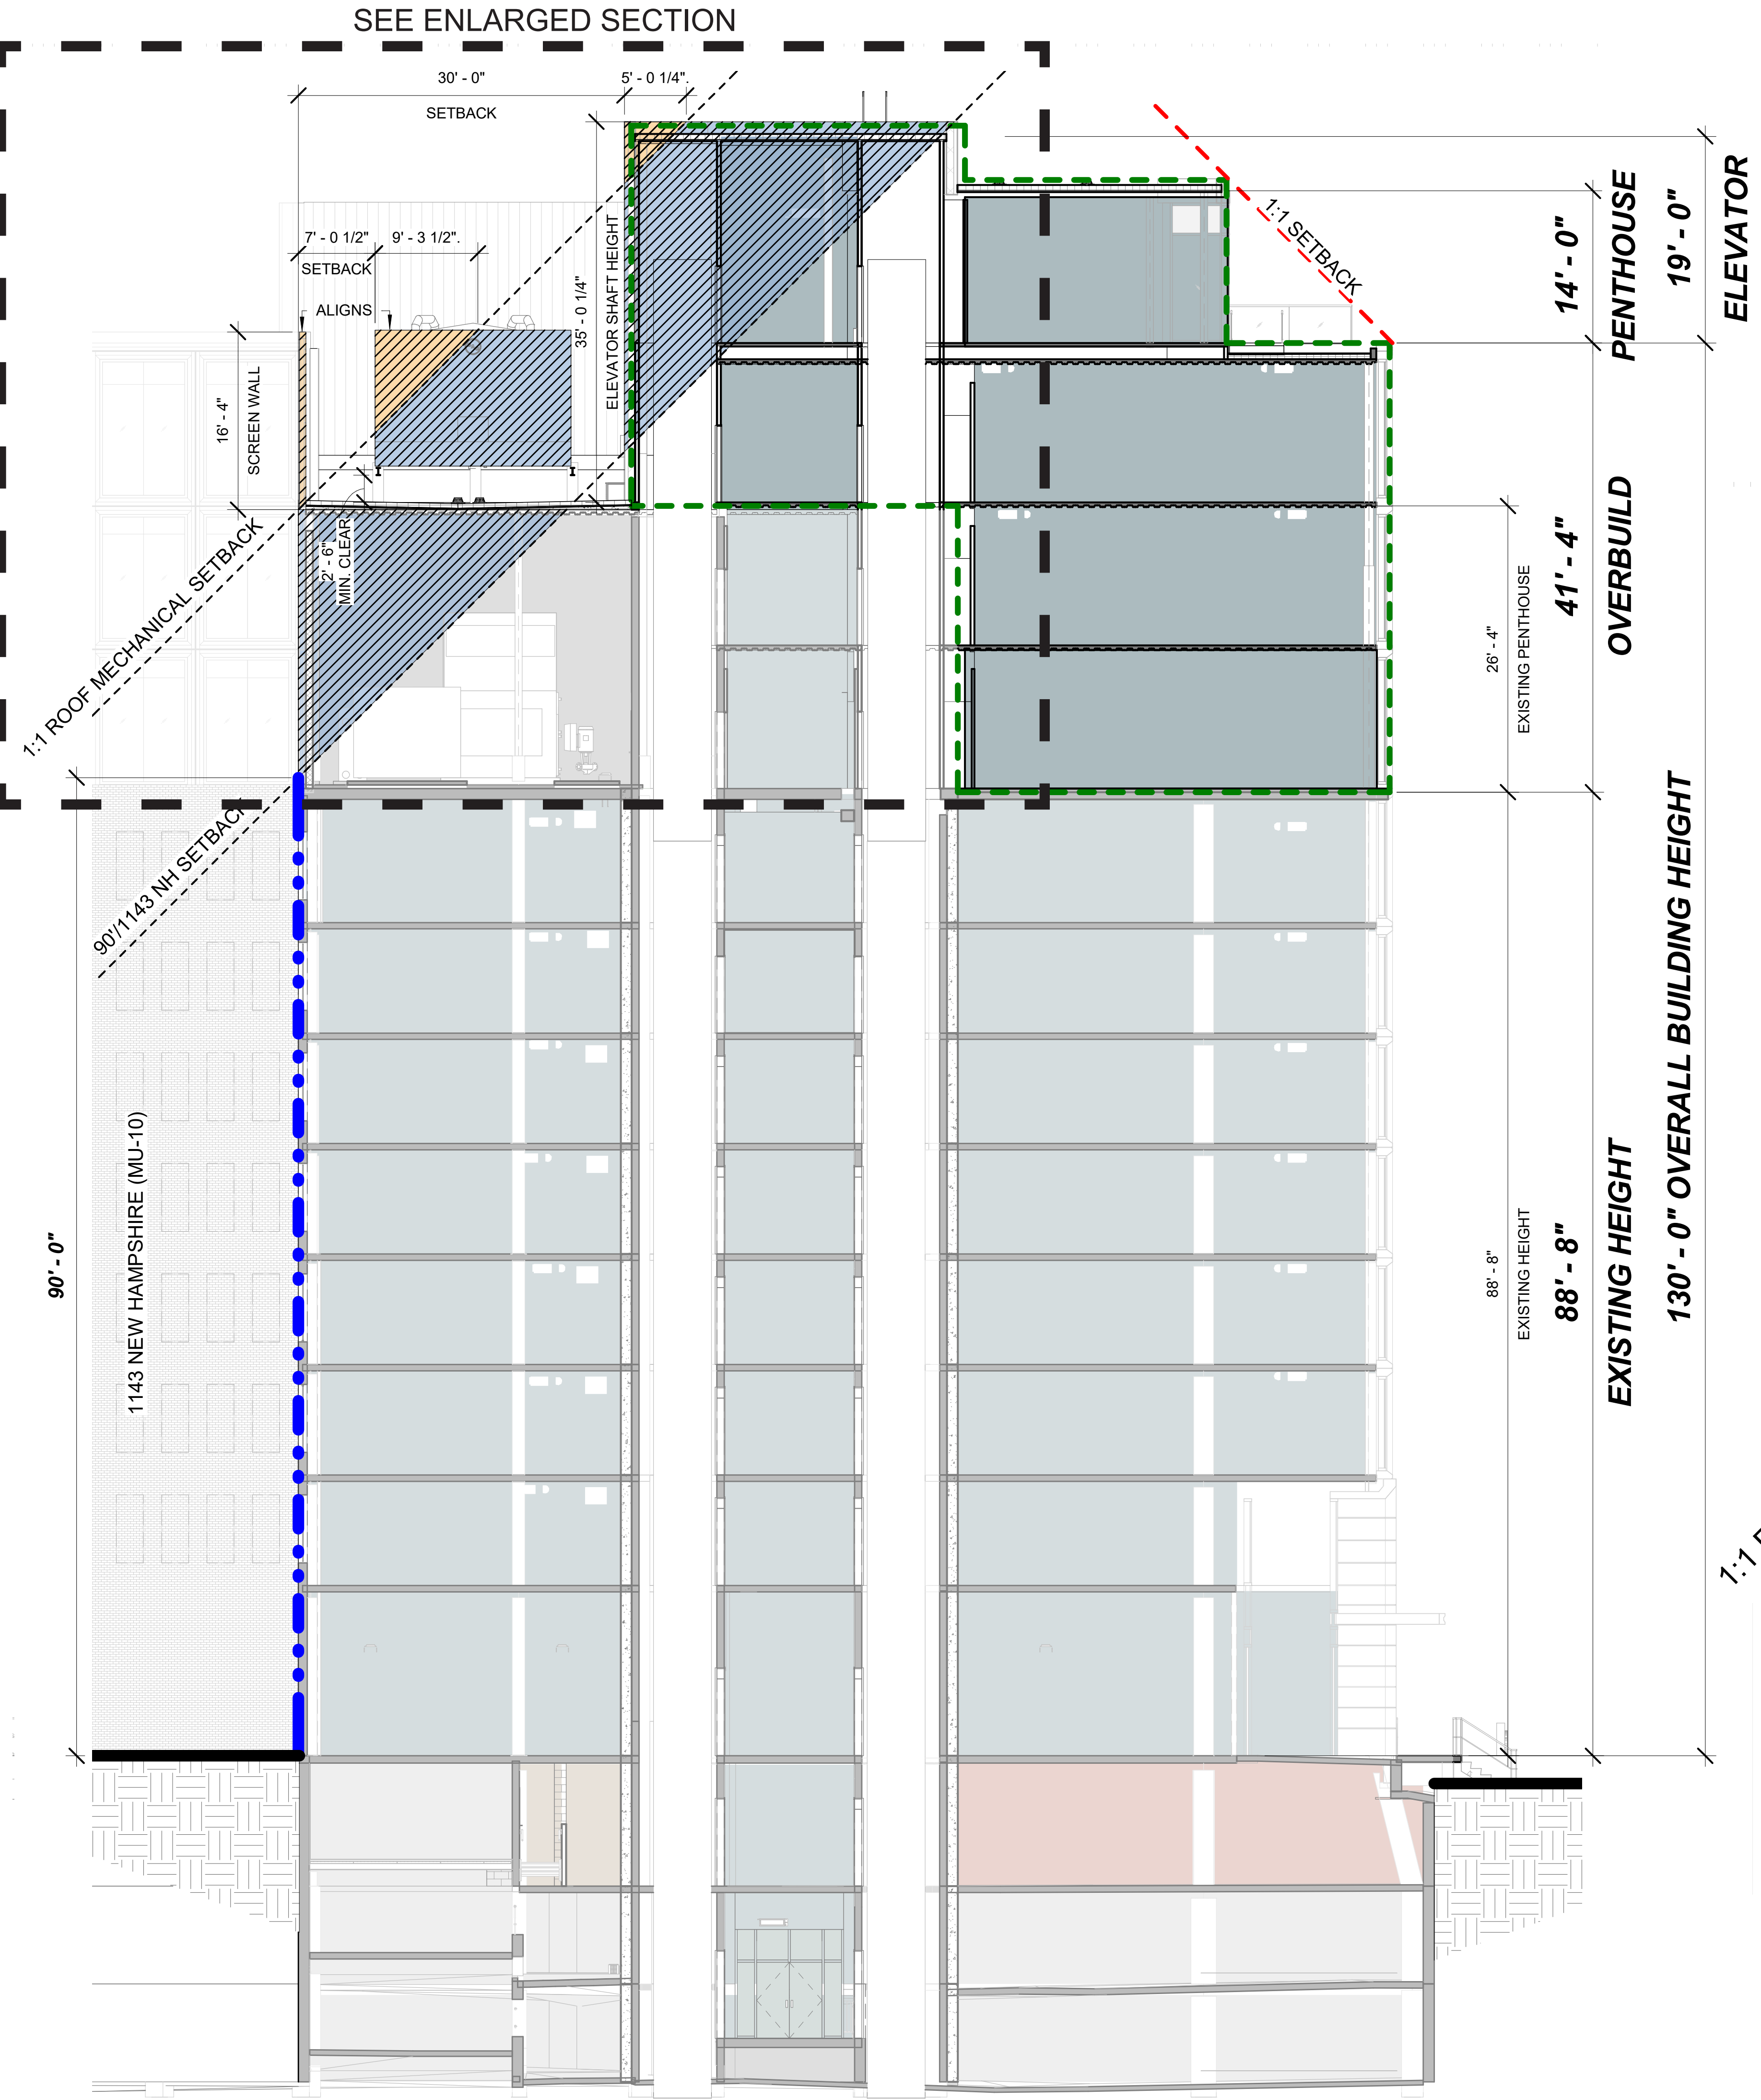 SEE ENLARGED SECTION
30' - 0"
SETBACK
5' - 0 1/4".
7' - 0 1/2"
SETBACK
9' - 3 1/2".
ALIGNS
16' - 4"
SCREEN WALL
35' - 0 1/4"
ELEVATOR SHAFT HEIGHT
2' - 6"
MIN. CLEAR
1:1 ROOF MECHANICAL SETBACK
90'/1143 NH SETBACK
1:1 SETBACK
14' - 0"
PENTHOUSE
19' - 0"
ELEVATOR
41' - 4"
OVERBUILD
26' - 4"
EXISTING PENTHOUSE
90' - 0"
1143 NEW HAMPSHIRE (MU-10)
88' - 8"
EXISTING HEIGHT
88' - 8"
EXISTING HEIGHT
130' - 0" OVERALL BUILDING HEIGHT
1:1